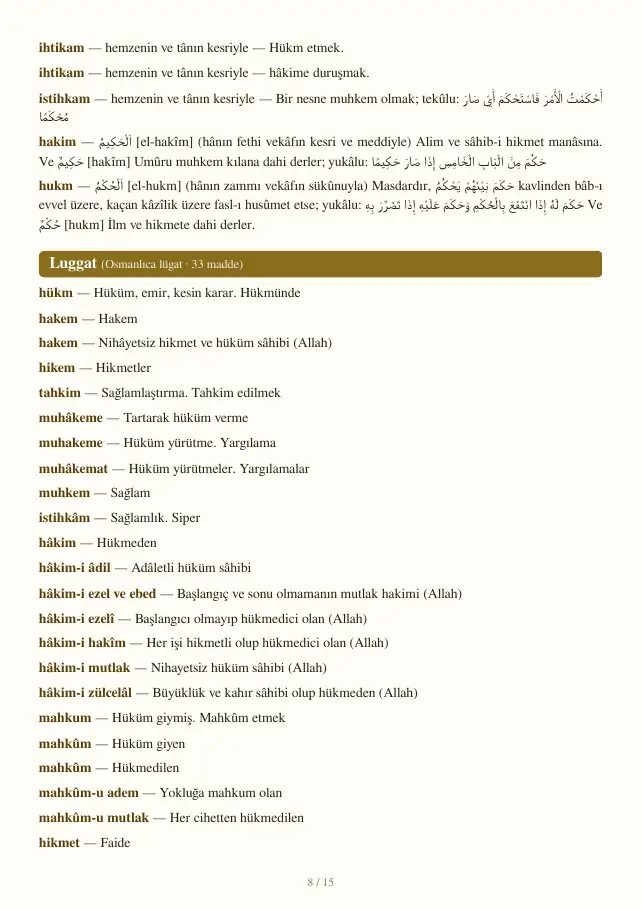 ihtikam — hemzenin ve tânın kesriyle — Hükm etmek.
ihtikam — hemzenin ve tânın kesriyle — hâkime duruşmak.
istihkam — hemzenin ve tânın kesriyle — Bir nesne muhkem olmak; tekûlu: أَحْكَمْتُ الْأَمْرَ فَاسْتَحْكَمَ أَيْ صَارَ
مُحْكَمًا
hakim — اَلْحَكِيمُ [el-hakîm] (hânın fethi vekâfın kesri ve meddiyle) Alim ve sâhib-i hikmet manâsına.
Ve حَكِيمٌ [hakîm] Umûru muhkem kılana dahi derler; yukâlu: حَكُمَ مِنَ الْبَابِ الْخَامِسِ إِذَا صَارَ حَكِيمًا
hukm — اَلْحُكْمُ [el-hukm] (hânın zammı vekâfın sükûnuyla) Masdardır, حَكَمَ بَيْنَهُمْ يَحْكُمُ kavlinden bâb-ı
evvel üzere, kaçan kâzîlik üzere fasl-ı husûmet etse; yukâlu: حَكَمَ لَهُ إِذَا انْتَفَعَ بِالْحُكْمِ وَحَكَمَ عَلَيْهِ إِذَا تَضَرَّرَ بِهِ Ve
حُكْمٌ [hukm] İlm ve hikmete dahi derler.
Luggat (Osmanlıca lügat · 33 madde)
hükm — Hüküm, emir, kesin karar. Hükmünde
hakem — Hakem
hakem — Nihâyetsiz hikmet ve hüküm sâhibi (Allah)
hikem — Hikmetler
tahkim — Sağlamlaştırma. Tahkim edilmek
muhâkeme — Tartarak hüküm verme
muhakeme — Hüküm yürütme. Yargılama
muhâkemat — Hüküm yürütmeler. Yargılamalar
muhkem — Sağlam
istihkâm — Sağlamlık. Siper
hâkim — Hükmeden
hâkim-i âdil — Adâletli hüküm sâhibi
hâkim-i ezel ve ebed — Başlangıç ve sonu olmamanın mutlak hakimi (Allah)
hâkim-i ezelî — Başlangıcı olmayıp hükmedici olan (Allah)
hâkim-i hakîm — Her işi hikmetli olup hükmedici olan (Allah)
hâkim-i mutlak — Nihayetsiz hüküm sâhibi (Allah)
hâkim-i zülcelâl — Büyüklük ve kahır sâhibi olup hükmeden (Allah)
mahkum — Hüküm giymiş. Mahkûm etmek
mahkûm — Hüküm giyen
mahkûm — Hükmedilen
mahkûm-u adem — Yokluğa mahkum olan
mahkûm-u mutlak — Her cihetten hükmedilen
hikmet — Faide
8 / 15